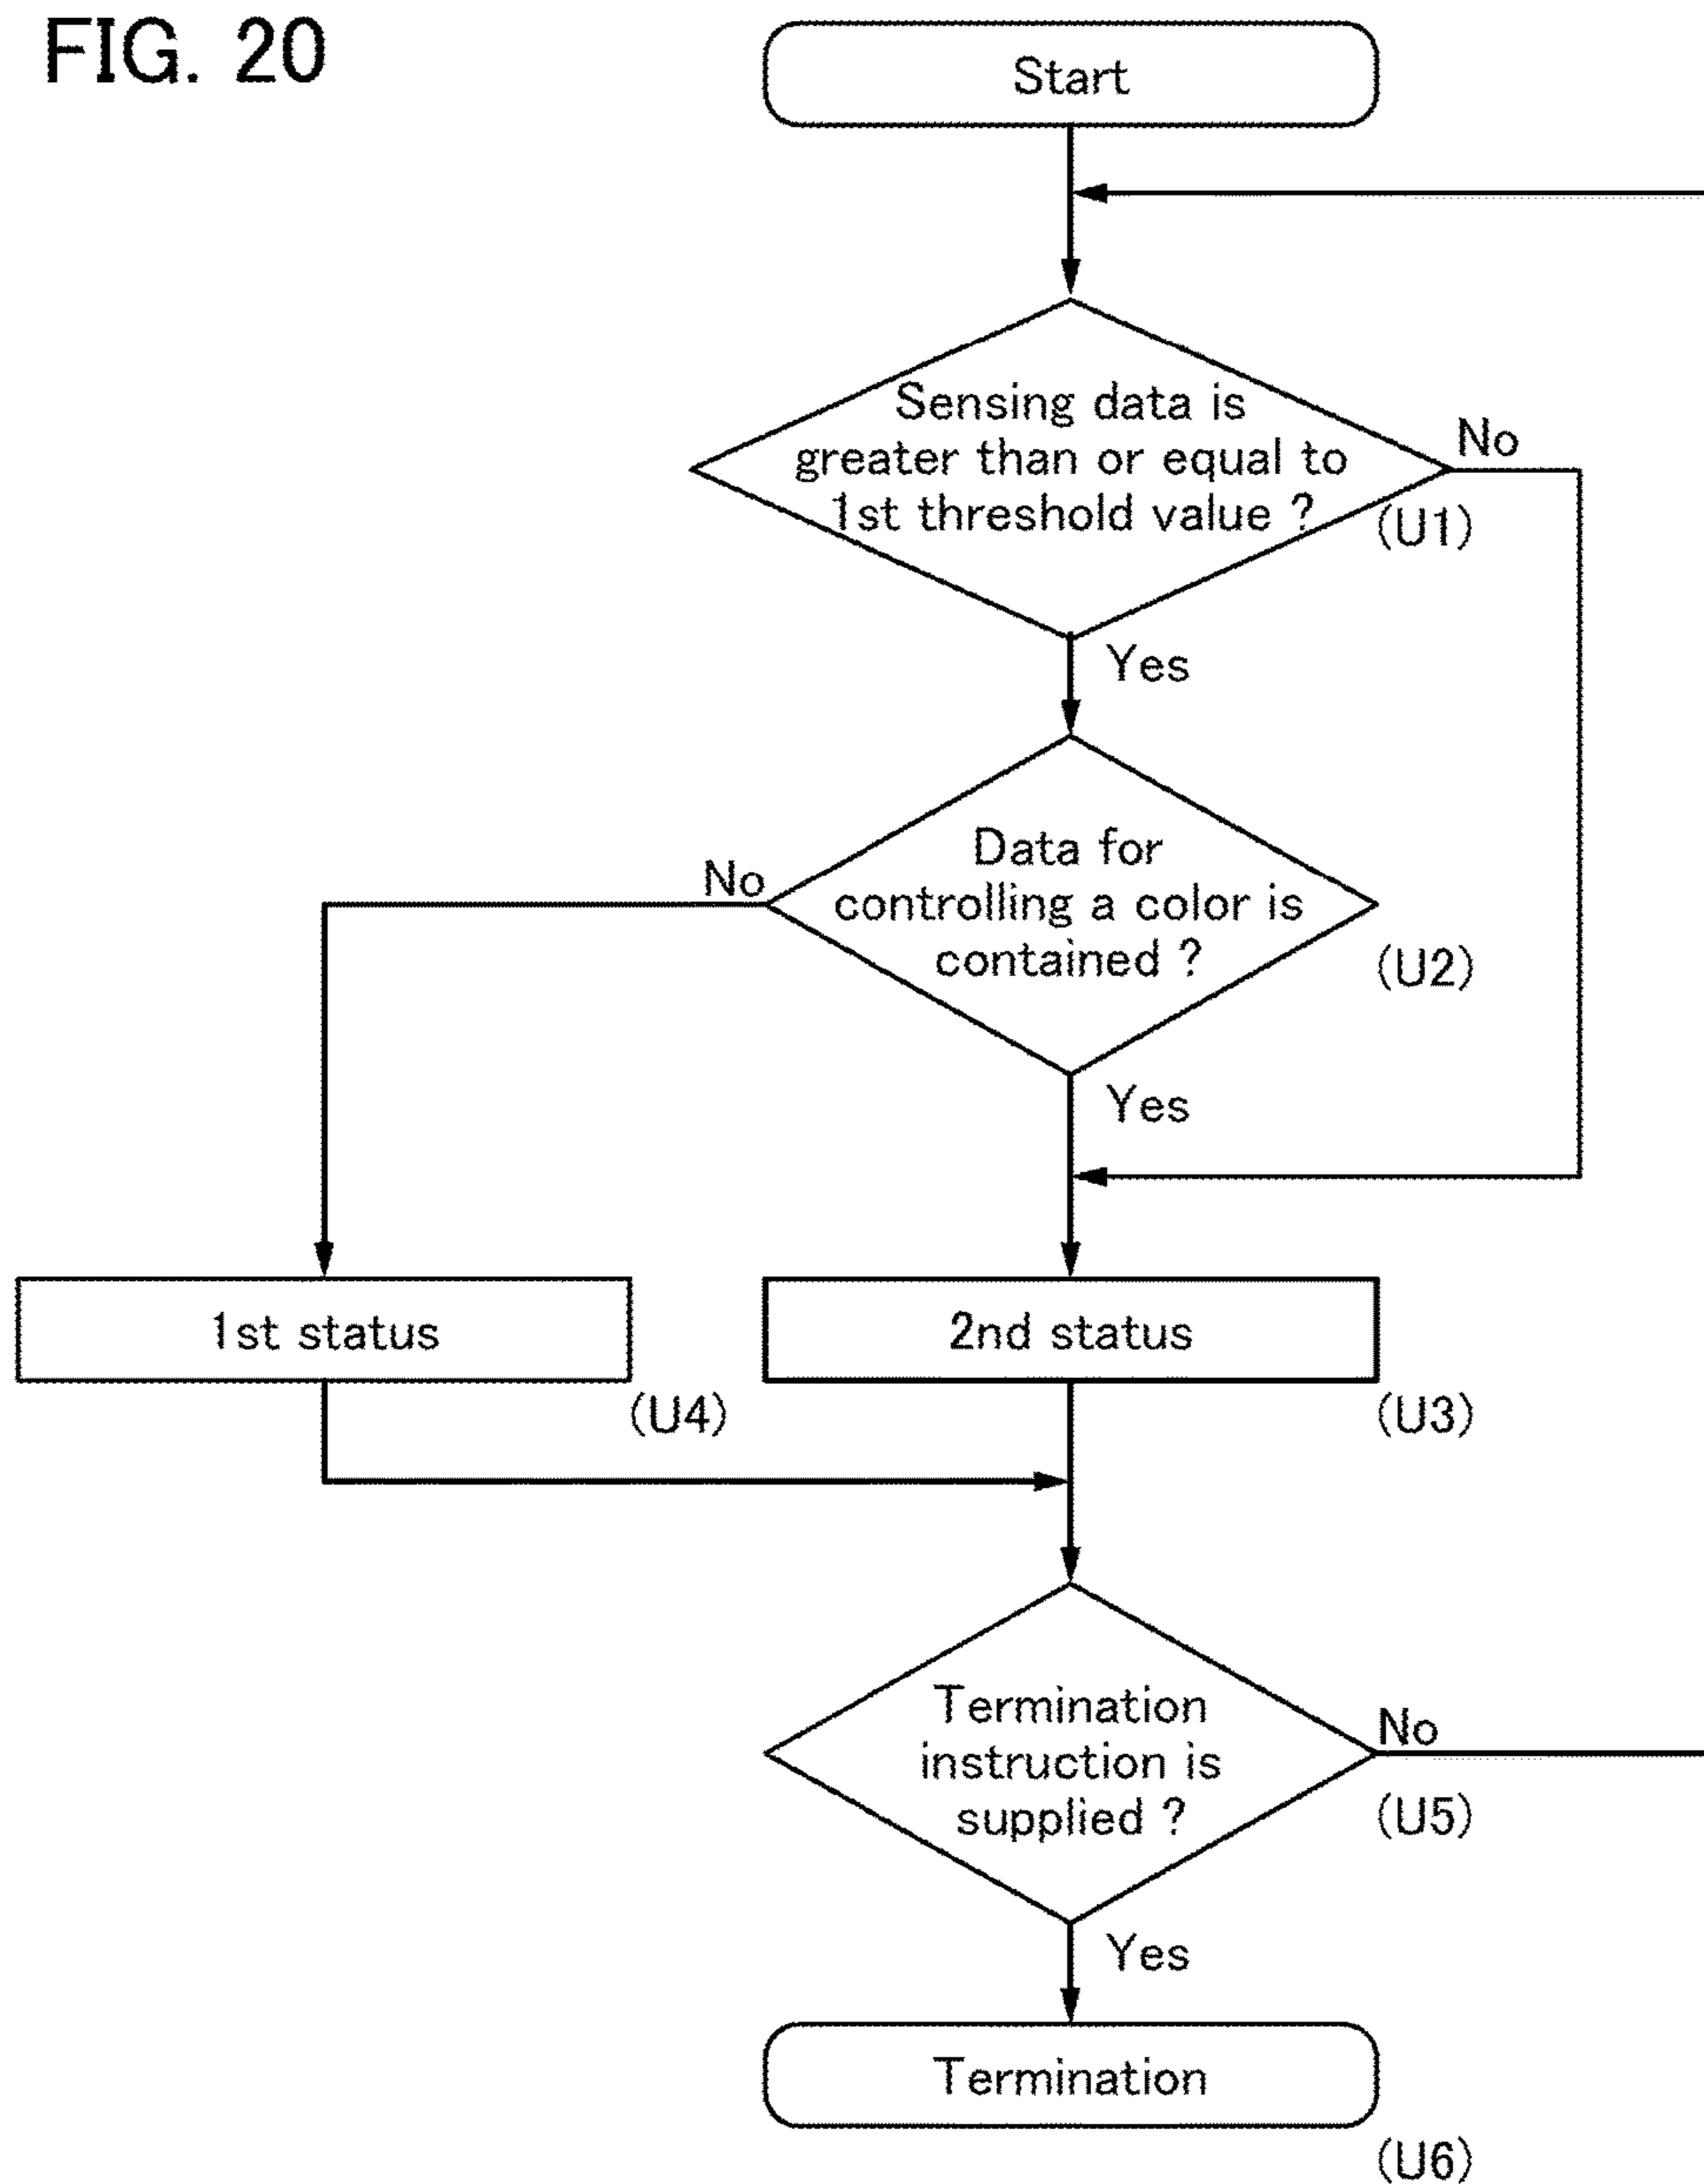 FIG. 20
Start
Sensing data is
greater than or equal to
1st threshold value ?
No
(U1)
Yes
Data for
controlling a color is
contained ?
No
(U2)
Yes
1st status
(U4)
2nd status
(U3)
Termination
instruction is
supplied ?
No
(U5)
Yes
Termination
(U6)